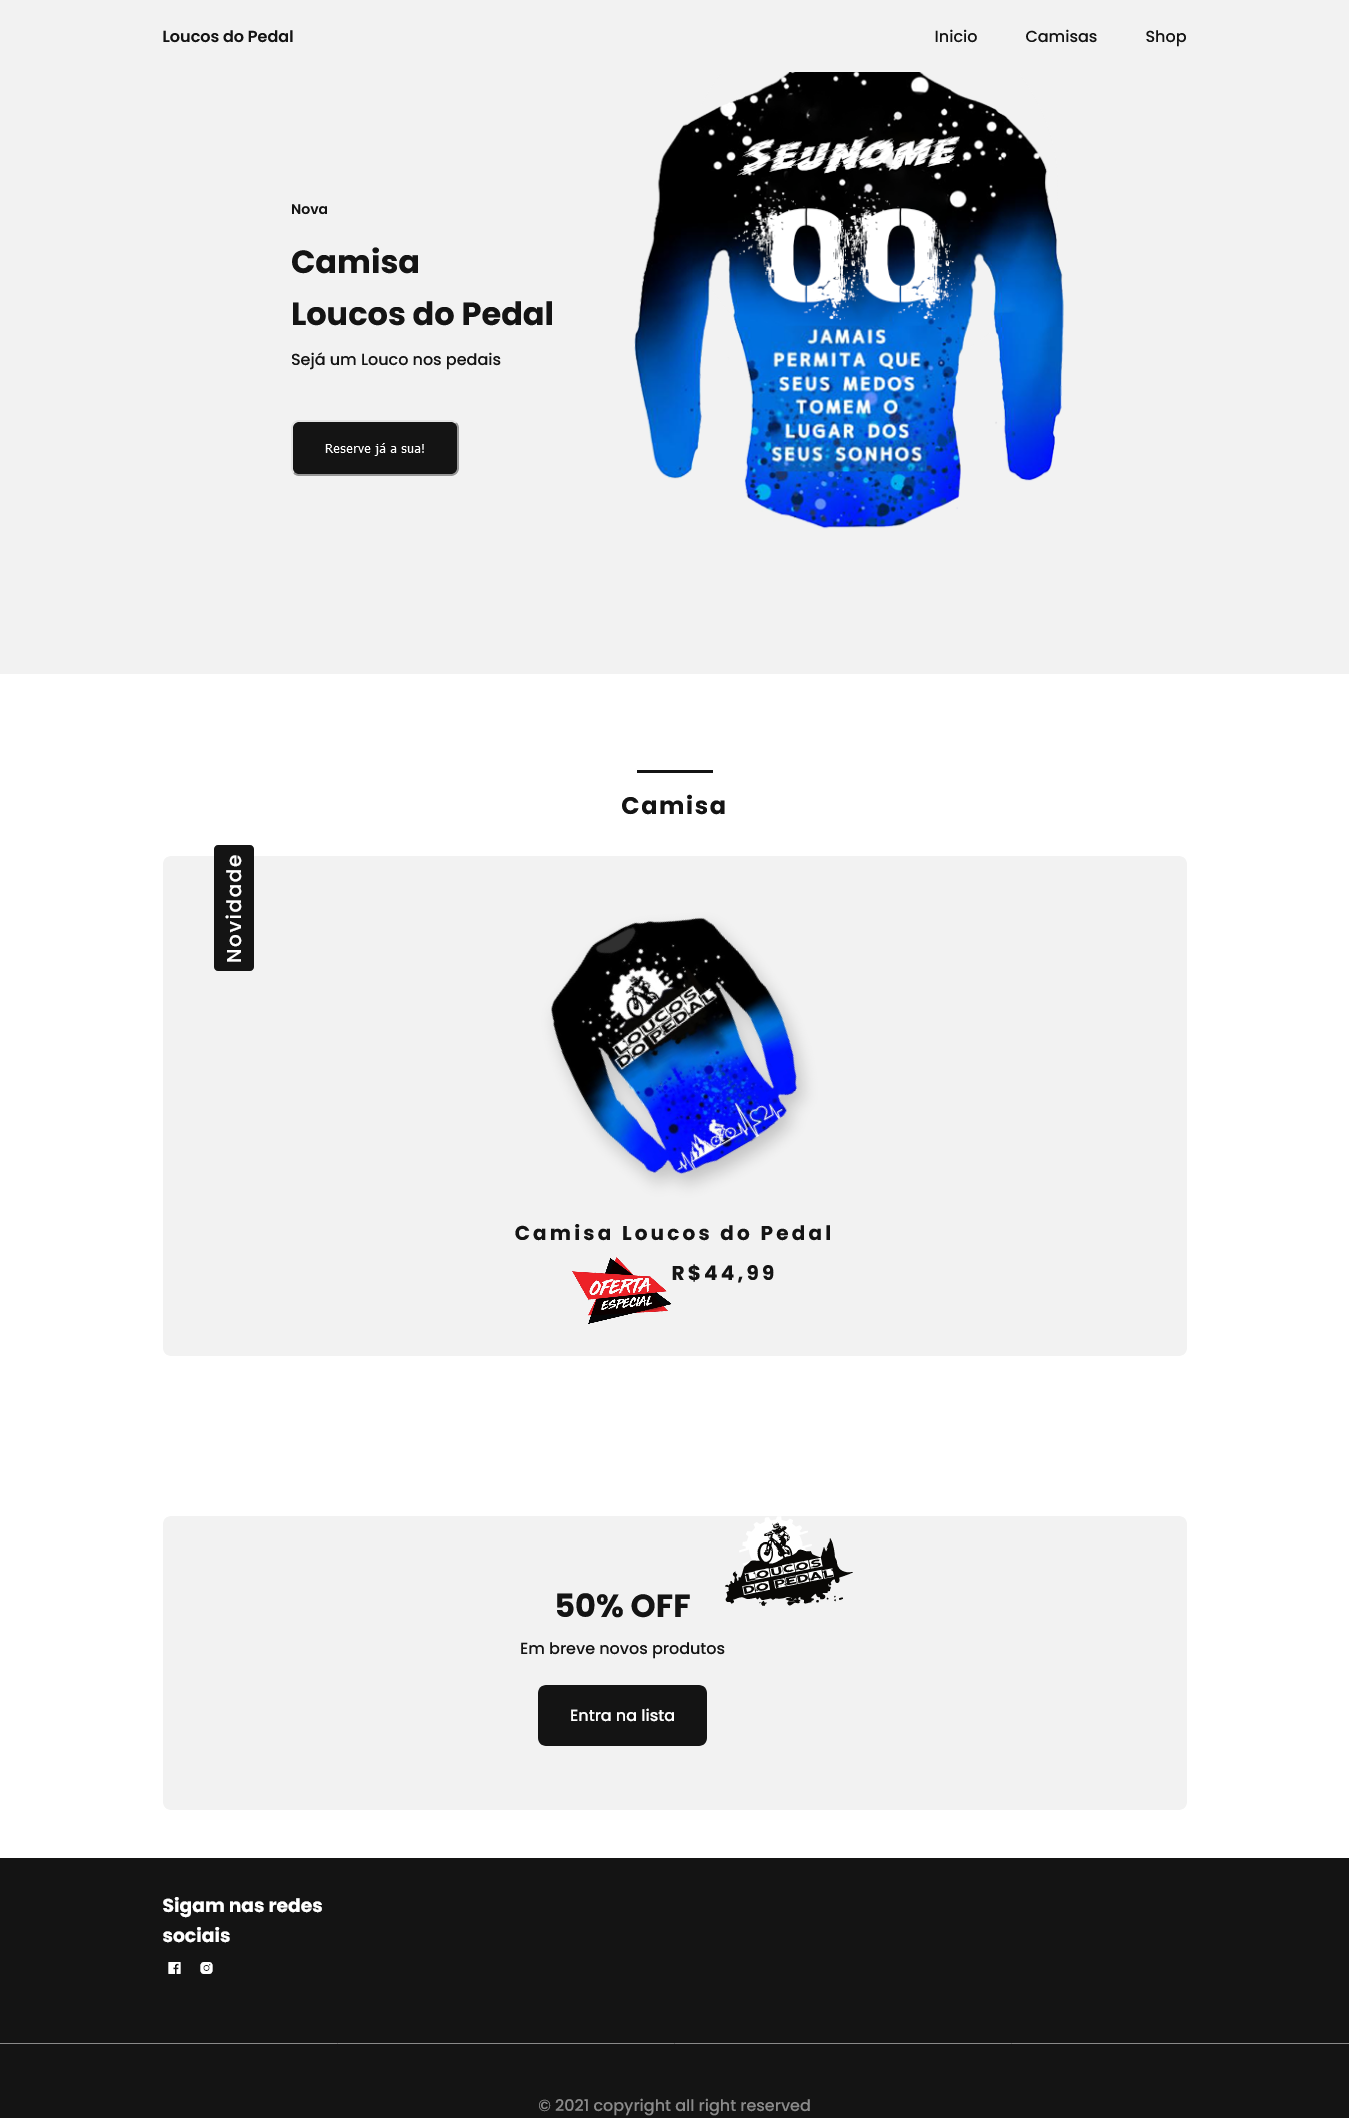 Loucos do Pedal
Inicio
Camisas
Shop
SEUNOME
00
JAMAIS
PERMITA QUE
SEUS MEDOS
TOMEM O
LUGAR DOS
SEUS SONHOS
Nova
Camisa
Loucos do Pedal
Sejá um Louco nos pedais
Reserve já a sua!
Camisa
Novidade
LOUCOS
DO PEDAL
Camisa Loucos do Pedal
R$44,99
OFERTA
ESPECIAL
LOUCOS
DO PEDAL
50% OFF
Em breve novos produtos
Entra na lista
Sigam nas redes
sociais
© 2021 copyright all right reserved